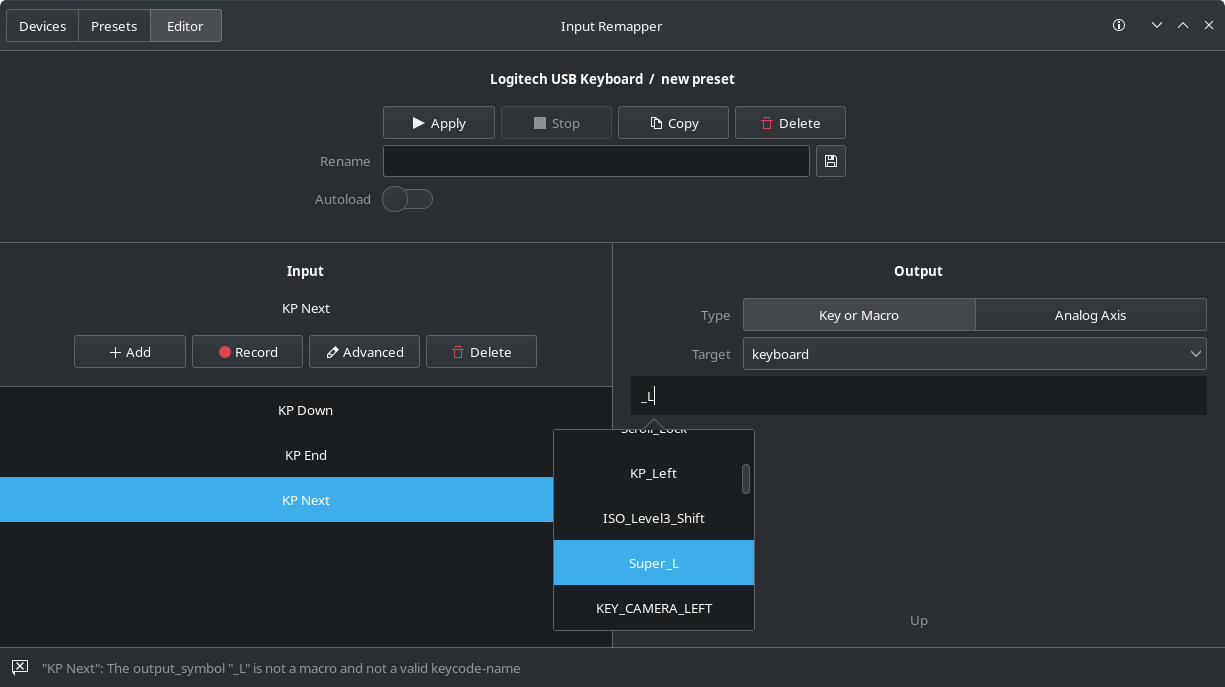 Devices Presets Editor Input Remapper
Logitech USB Keyboard / new preset
Apply Stop Copy Delete
Rename
Autoload
Input
KP Next
Add Record Advanced Delete
KP Down
KP End
KP Next
Output
Type Key or Macro Analog Axis
Target keyboard
_L
Scroll_Lock
KP_Left
ISO_Level3_Shift
Super_L
KEY_CAMERA_LEFT
Up
"KP Next": The output_symbol "_L" is not a macro and not a valid keycode-name